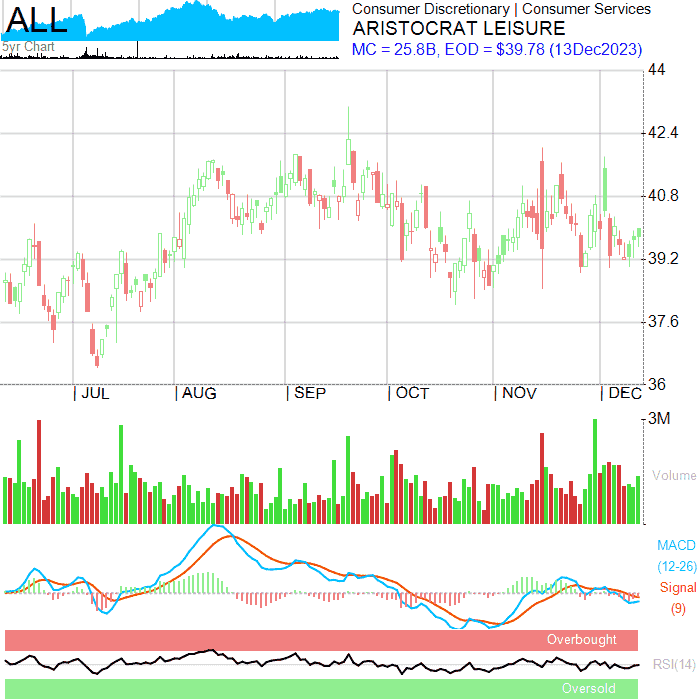 ALL
5yr Chart
Consumer Discretionary | Consumer Services
ARISTOCRAT LEISURE
MC = 25.8B, EOD = $39.78 (13Dec2023)
44
42.4
40.8
39.2
37.6
36
| JUL | AUG | SEP | OCT | NOV | DEC
3M
Volume
MACD
(12-26)
Signal
(9)
Overbought
RSI(14)
Oversold